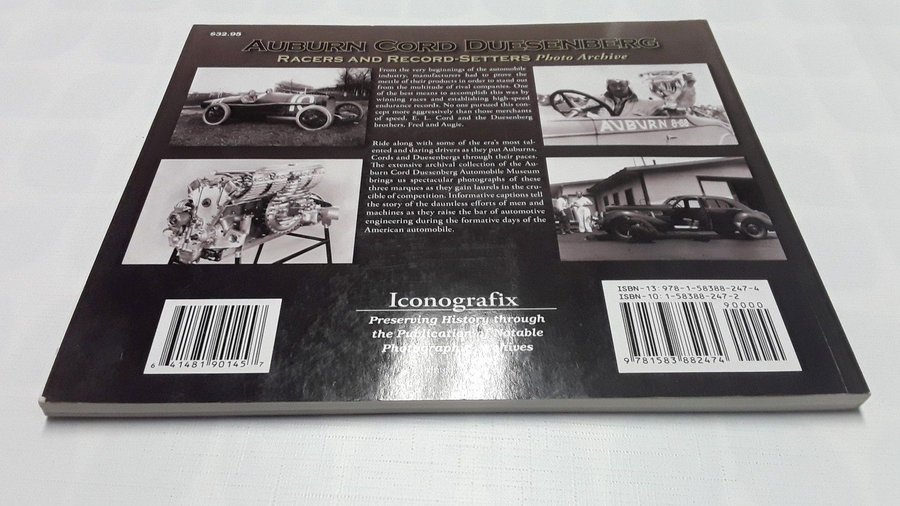 $32.95
AUBURN CORD DUESENBERG
RACERS AND RECORD-SETTERS Photo Archive
From the very beginnings of the automobile
industry, manufacturers had to prove the
mettle of their products in order to stand out
from the multitude of rival companies. One
of the best means to accomplish this was by
winning races and establishing high-speed
endurance records. No one pursued this con-
cept more aggressively than those merchants
of speed, E. L. Cord and the Duesenberg
brothers, Fred and Augie.
Ride along with some of the era's most tal-
ented and daring drivers as they put Auburns,
Cords and Duesenbergs through their paces.
The extensive archival collection of the Au-
burn Cord Duesenberg Automobile Museum
brings us spectacular photographs of these
three marques as they gain laurels in the cru-
cible of competition. Informative captions tell
the story of the dauntless efforts of men and
machines as they raise the bar of automotive
engineering during the formative days of the
American automobile.
AUBURN 8-88
Iconografix
Preserving History through
the Publication of Notable
Photographic Archives
6 41481 90145 7
ISBN-13: 978-1-58388-247-4
ISBN-10: 1-58388-247-2
90000
9 781583 882474